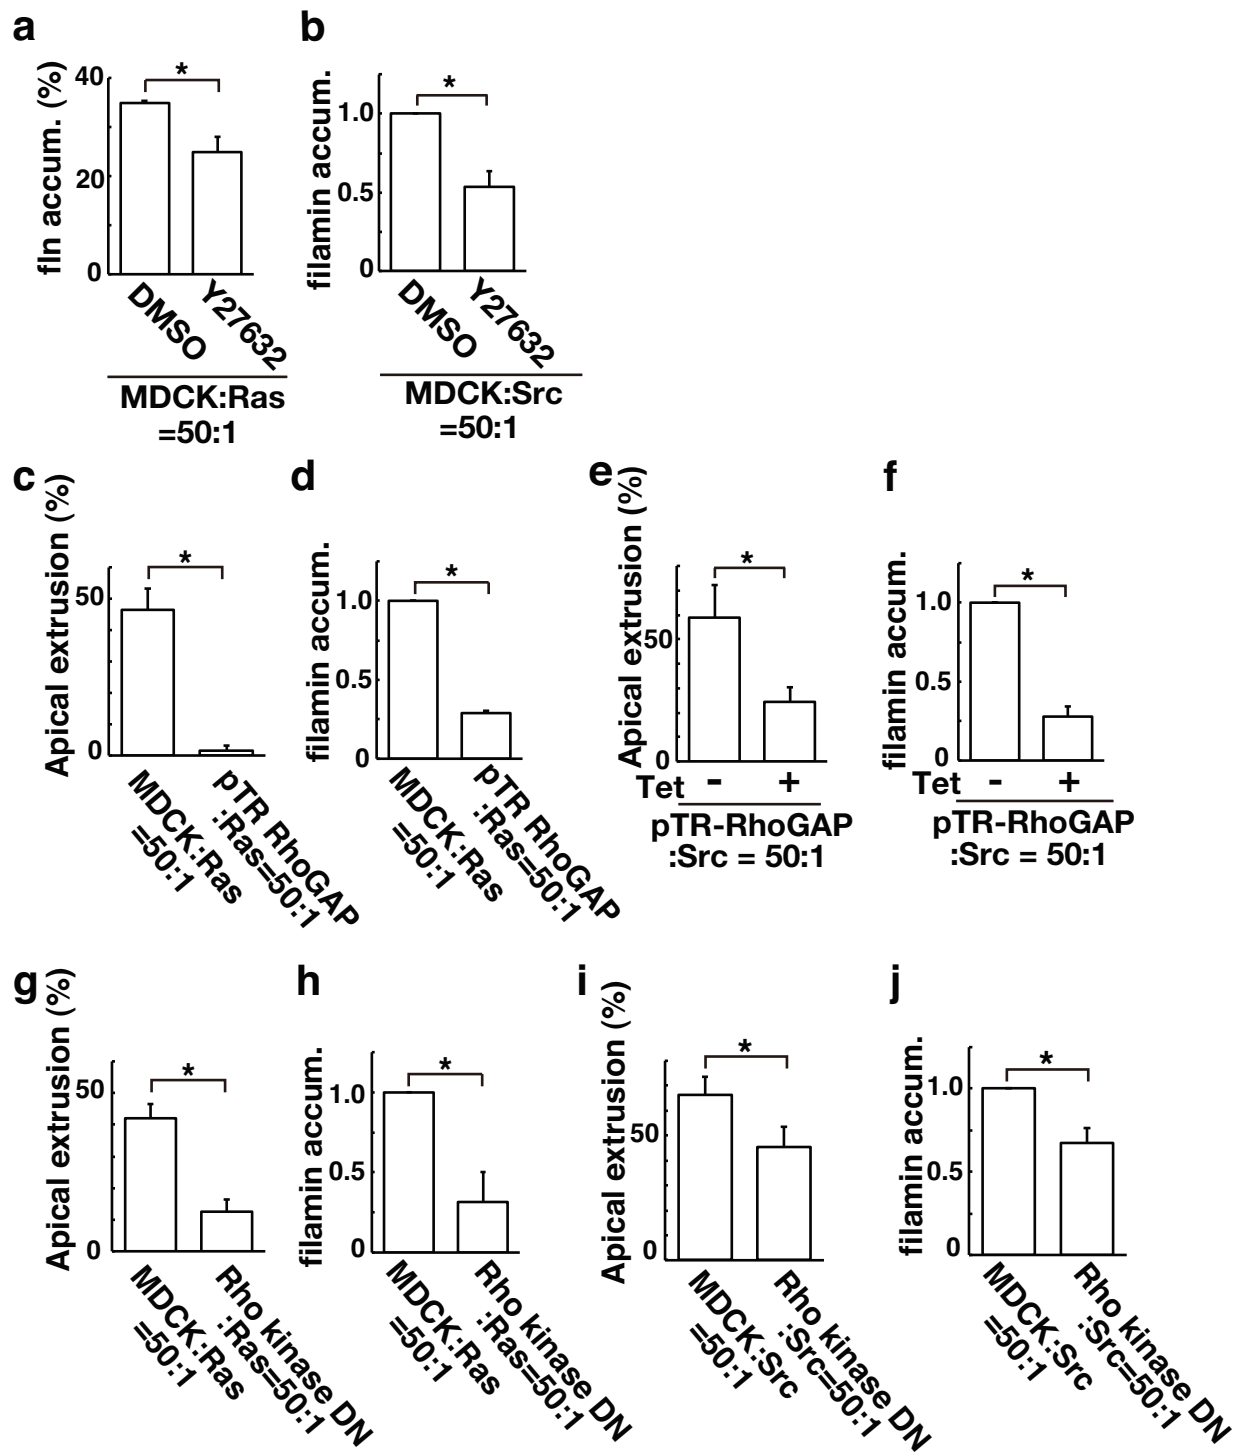 a
fln accum. (%)
40
20
0
*
DMSO
Y27632
MDCK:Ras
=50:1
b
filamin accum.
1.0
0.5
0
*
DMSO
Y27632
MDCK:Src
=50:1
c
Apical extrusion (%)
50
0
*
MDCK:Ras
=50:1
pTR RhoGAP
:Ras=50:1
d
filamin accum.
1.0
0.5
0
*
MDCK:Ras
=50:1
pTR RhoGAP
:Ras=50:1
e
Apical extrusion (%)
50
0
*
Tet - +
pTR-RhoGAP
:Src = 50:1
f
filamin accum.
1.0
0.5
0
*
Tet - +
pTR-RhoGAP
:Src = 50:1
g
Apical extrusion (%)
50
0
*
MDCK:Ras
=50:1
Rho kinase DN
:Ras=50:1
h
filamin accum.
1.0
0.5
0
*
MDCK:Ras
=50:1
Rho kinase DN
:Ras=50:1
i
Apical extrusion (%)
50
0
*
MDCK:Src
=50:1
Rho kinase DN
:Src=50:1
j
filamin accum.
1.0
0.5
0
*
MDCK:Src
=50:1
Rho kinase DN
:Src=50:1